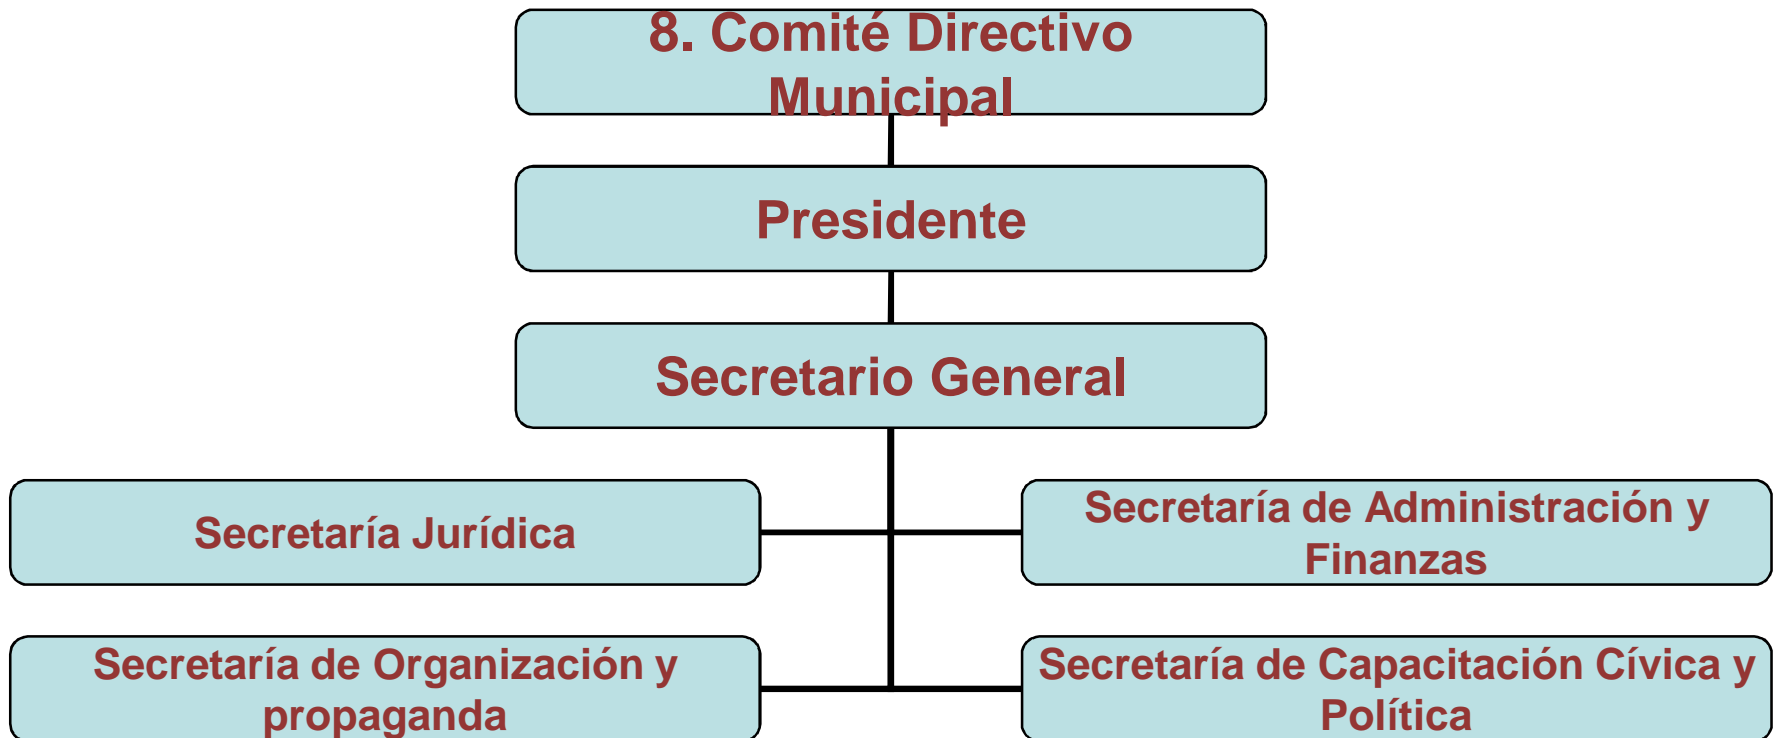 8. Comité Directivo
Municipal
Presidente
Secretario General
Secretaría Jurídica
Secretaría de Administración y
Finanzas
Secretaría de Organización y
propaganda
Secretaría de Capacitación Cívica y
Política